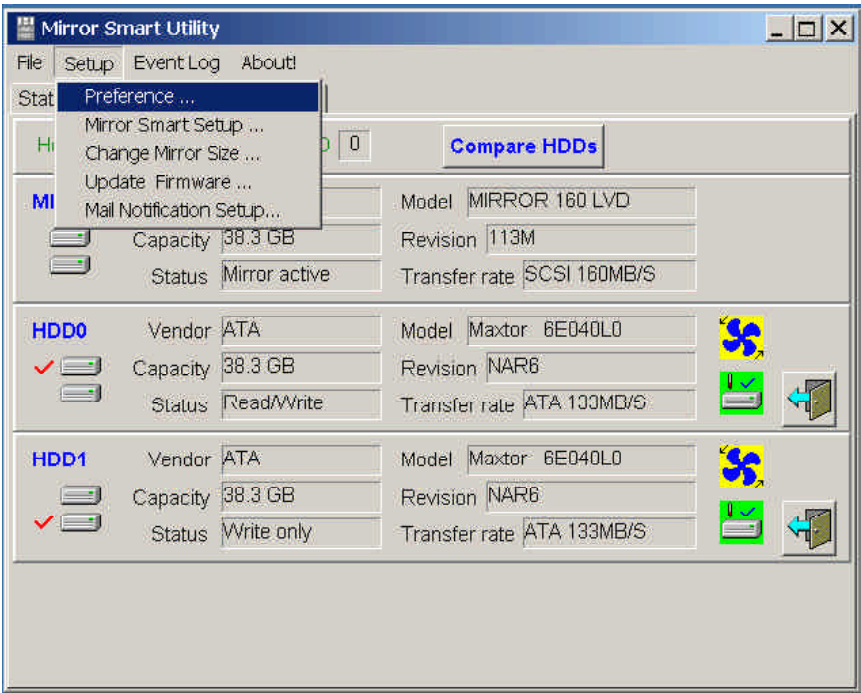 Mirror Smart Utility
File Setup Event Log About!
Stat
Preference ...
Mirror Smart Setup ...
Change Mirror Size ...
Update Firmware ...
Mail Notification Setup...
0 Compare HDDs
Model MIRROR 160 LVD
Capacity 38.3 GB Revision 113M
Status Mirror active Transfer rate SCSI 160MB/S
HDD0 Vendor ATA Model Maxtor 6E040L0
Capacity 38.3 GB Revision NAR6
Status Read/Write Transfer rate ATA 133MB/S
HDD1 Vendor ATA Model Maxtor 6E040L0
Capacity 38.3 GB Revision NAR6
Status Write only Transfer rate ATA 133MB/S